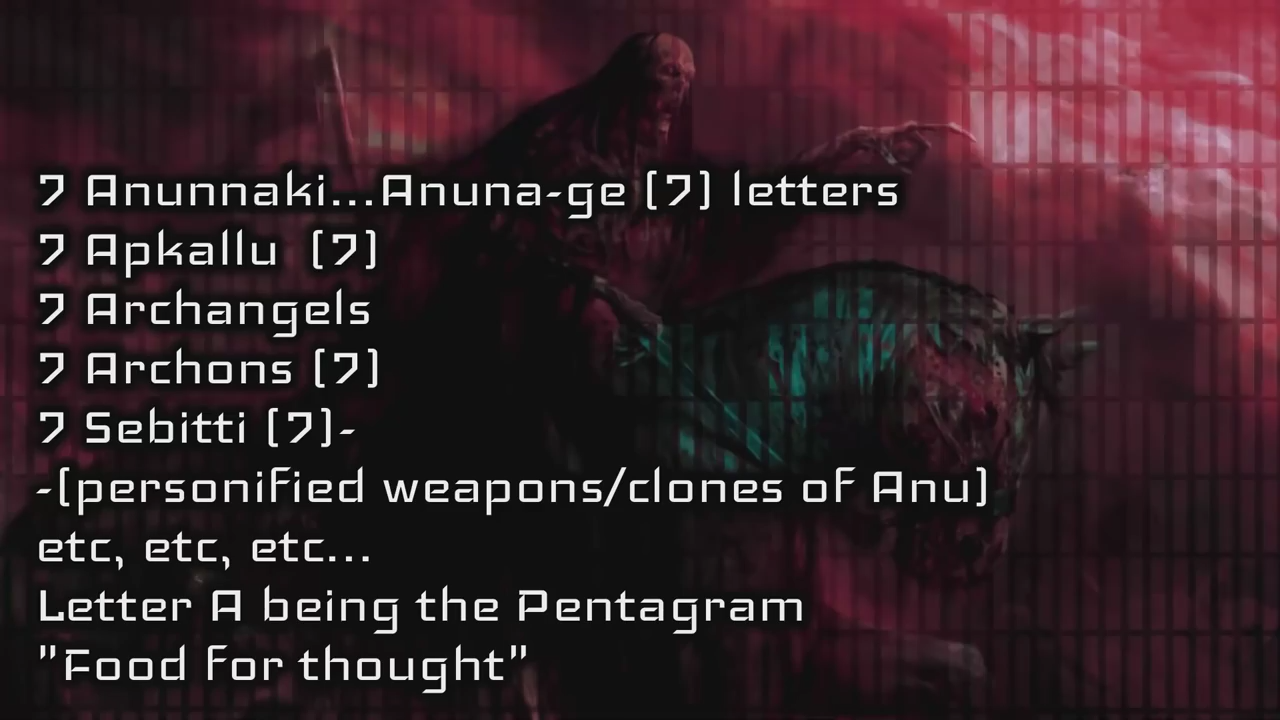 7 Anunnaki...Anuna-ge (7) letters
7 Apkallu (7)
7 Archangels
7 Archons (7)
7 Sebitti (7)-
-(personified weapons/clones of Anu)
etc, etc, etc...
Letter A being the Pentagram
"Food for thought"